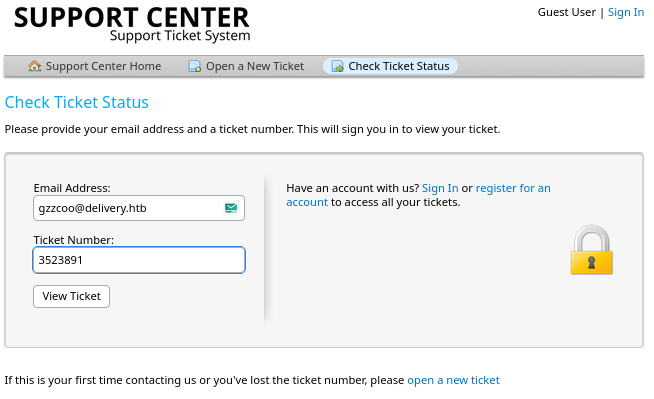 SUPPORT CENTER
Support Ticket System
Guest User | Sign In
Support Center Home
Open a New Ticket
Check Ticket Status
Check Ticket Status
Please provide your email address and a ticket number. This will sign you in to view your ticket.
Email Address:
gzzcoo@delivery.htb
Ticket Number:
3523891
View Ticket
Have an account with us? Sign In or register for an
account to access all your tickets.
If this is your first time contacting us or you've lost the ticket number, please open a new ticket